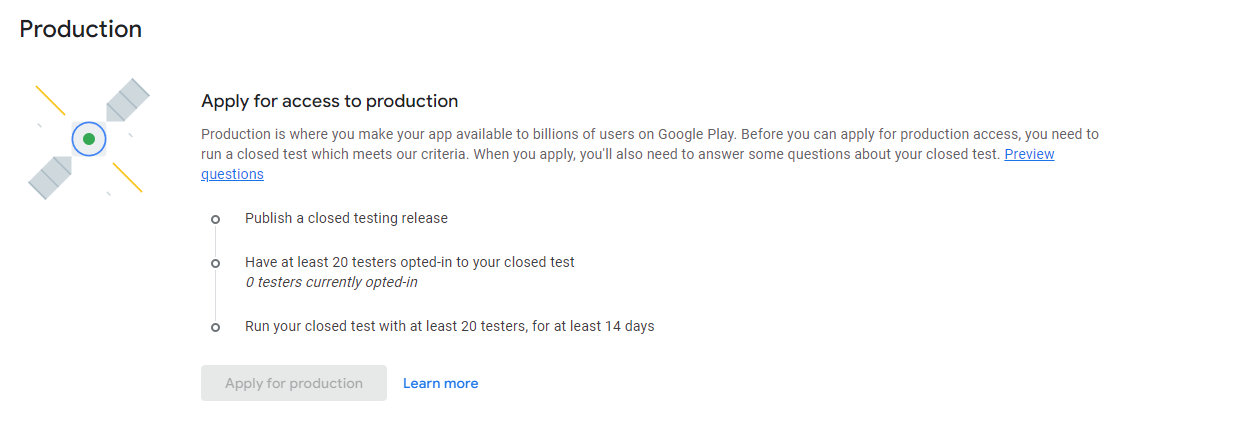 Production
Apply for access to production
Production is where you make your app available to billions of users on Google Play. Before you can apply for production access, you need to
run a closed test which meets our criteria. When you apply, you'll also need to answer some questions about your closed test. Preview
questions
Publish a closed testing release
Have at least 20 testers opted-in to your closed test
0 testers currently opted-in
Run your closed test with at least 20 testers, for at least 14 days
Apply for production Learn more